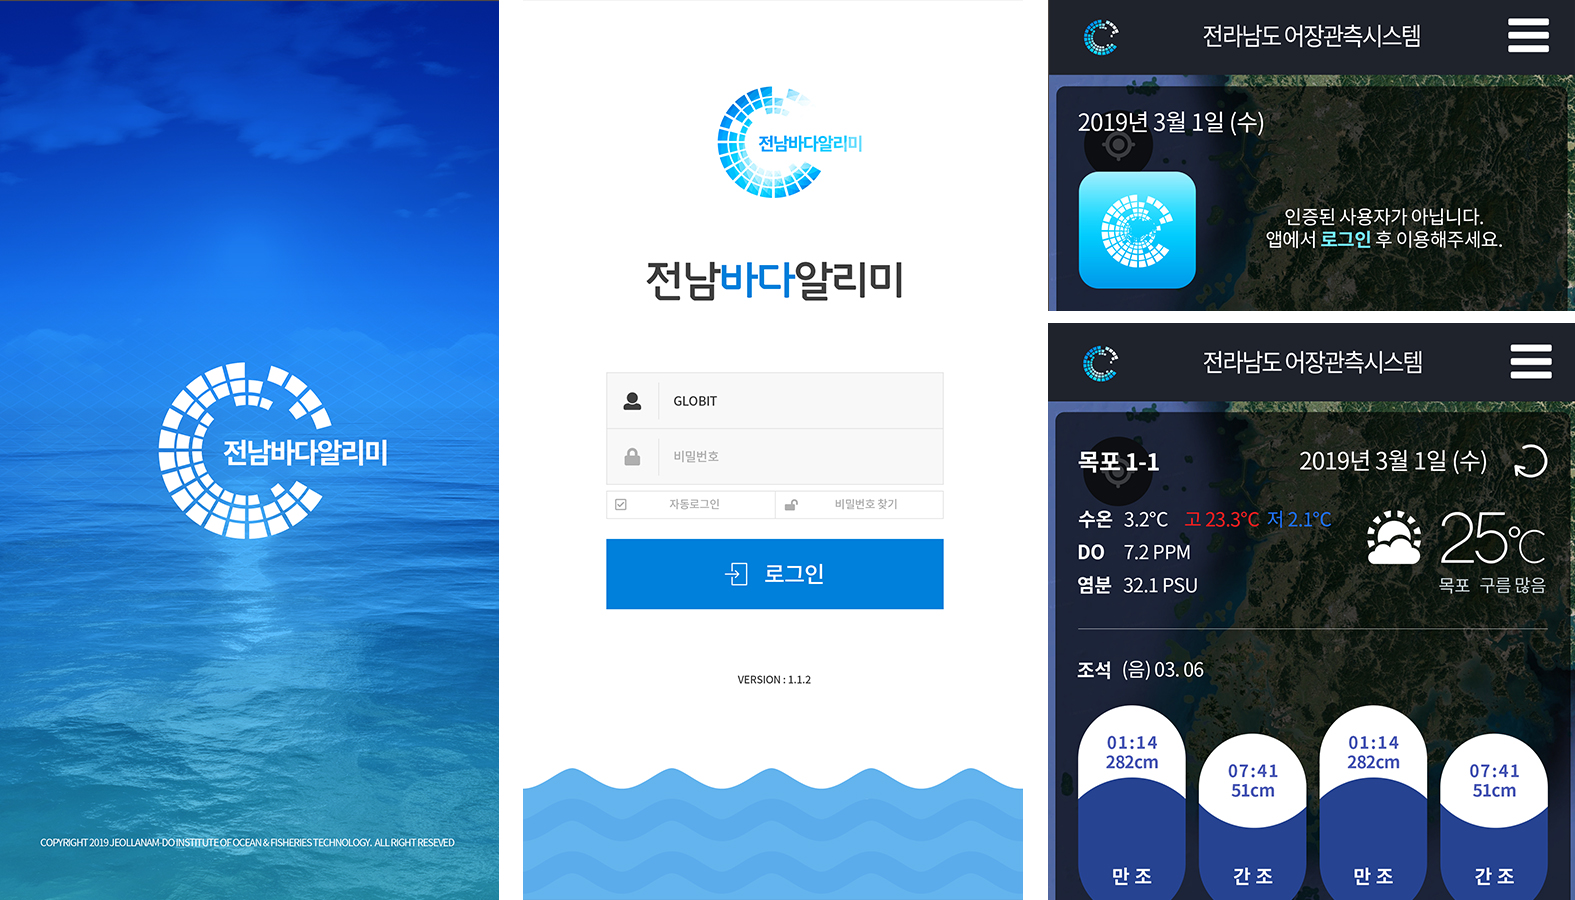 전남바다알리미
COPYRIGHT 2019 JEOLLANAM-DO INSTITUTE OF OCEAN & FISHERIES TECHNOLOGY. ALL RIGHT RESEVED
전남바다알리미
전남바다알리미
GLOBIT
비밀번호
자동로그인
비밀번호 찾기
로그인
VERSION : 1.1.2
전라남도 어장관측시스템
2019년 3월 1일 (수)
인증된 사용자가 아닙니다.
앱에서 로그인 후 이용해주세요.
전라남도 어장관측시스템
목포 1-1
2019년 3월 1일 (수)
수온 3.2℃ 고 23.3℃ 저 2.1℃
DO 7.2 PPM
염분 32.1 PSU
25℃
목포 구름 많음
조석 (음) 03. 06
01:14
282cm
만 조
07:41
51cm
간 조
01:14
282cm
만 조
07:41
51cm
간 조